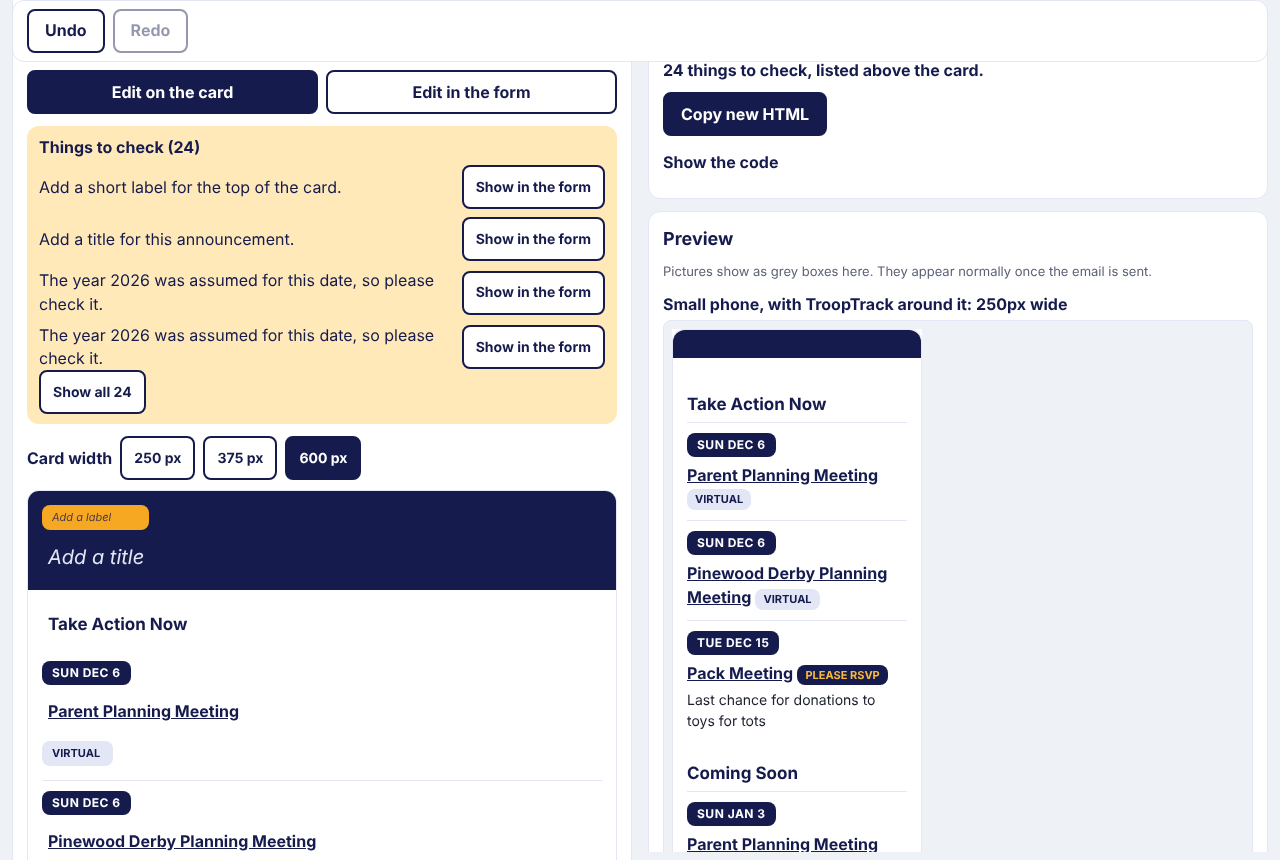 Undo
Redo
Edit on the card
Edit in the form
Things to check (24)
Add a short label for the top of the card.
Show in the form
Add a title for this announcement.
Show in the form
The year 2026 was assumed for this date, so please
check it.
Show in the form
The year 2026 was assumed for this date, so please
check it.
Show in the form
Show all 24
Card width
250 px
375 px
600 px
Add a label
Add a title
Take Action Now
SUN DEC 6
Parent Planning Meeting
VIRTUAL
SUN DEC 6
Pinewood Derby Planning Meeting
24 things to check, listed above the card.
Copy new HTML
Show the code
Preview
Pictures show as grey boxes here. They appear normally once the email is sent.
Small phone, with TroopTrack around it: 250px wide
Take Action Now
SUN DEC 6
Parent Planning Meeting
VIRTUAL
SUN DEC 6
Pinewood Derby Planning
Meeting VIRTUAL
TUE DEC 15
Pack Meeting PLEASE RSVP
Last chance for donations to
toys for tots
Coming Soon
SUN JAN 3
Parent Planning Meeting